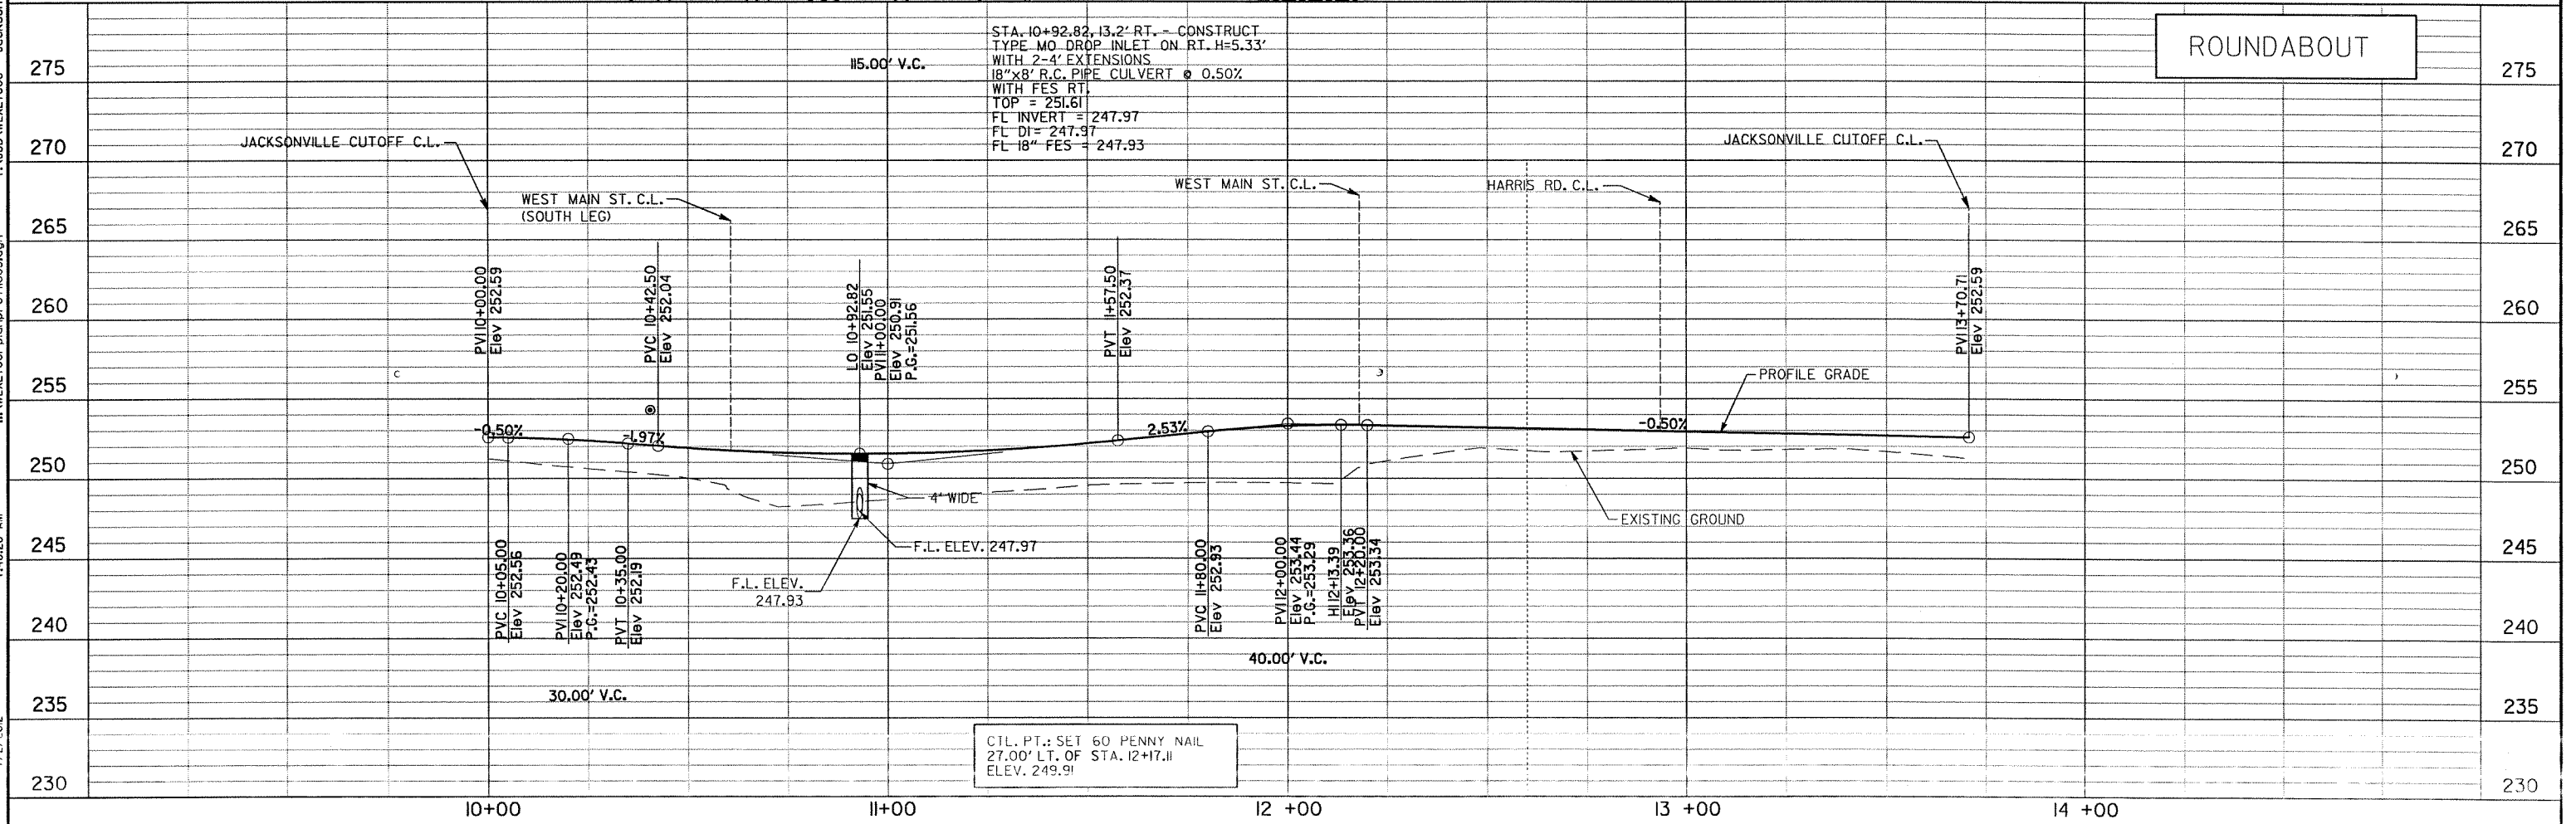 ROUNDABOUT
STA. 10+92.82, 13.2' RT. - CONSTRUCT
TYPE MO DROP INLET ON RT. H=5.33'
WITH 2-4' EXTENSIONS
18"x8' R.C. PIPE CULVERT @ 0.50%
WITH FES RT.
TOP = 251.61
FL INVERT = 247.97
FL DI = 247.97
FL 18" FES = 247.93
115.00' V.C.
275
275
270
270
265
265
260
260
255
255
250
250
245
245
240
240
235
235
230
230
JACKSONVILLE CUTOFF C.L.
WEST MAIN ST. C.L.
(SOUTH LEG)
WEST MAIN ST. C.L.
HARRIS RD. C.L.
JACKSONVILLE CUTOFF C.L.
PVI 10+00.00
Elev 252.59
PVC 10+42.50
Elev 252.04
LO 10+92.82
Elev 251.55
PVI 11+00.00
Elev 250.91
P.G.=251.56
PVT 11+57.50
Elev 252.37
PVI 13+70.71
Elev 252.59
PROFILE GRADE
-0.50%
-1.97%
2.53%
-0.50%
4' WIDE
EXISTING GROUND
F.L. ELEV. 247.97
F.L. ELEV.
247.93
PVC 10+05.00
Elev 252.56
PVI 10+20.00
Elev 252.49
P.G.=252.43
PVT 10+35.00
Elev 252.19
PVC 11+80.00
Elev 252.93
PVI 12+00.00
Elev 253.44
P.G.=253.29
HI 12+13.39
Elev 253.36
PVT 12+20.00
Elev 253.34
40.00' V.C.
30.00' V.C.
CTL. PT.: SET 60 PENNY NAIL
27.00' LT. OF STA. 12+17.11
ELEV. 249.91
10+00
11+00
12 +00
13 +00
14 +00